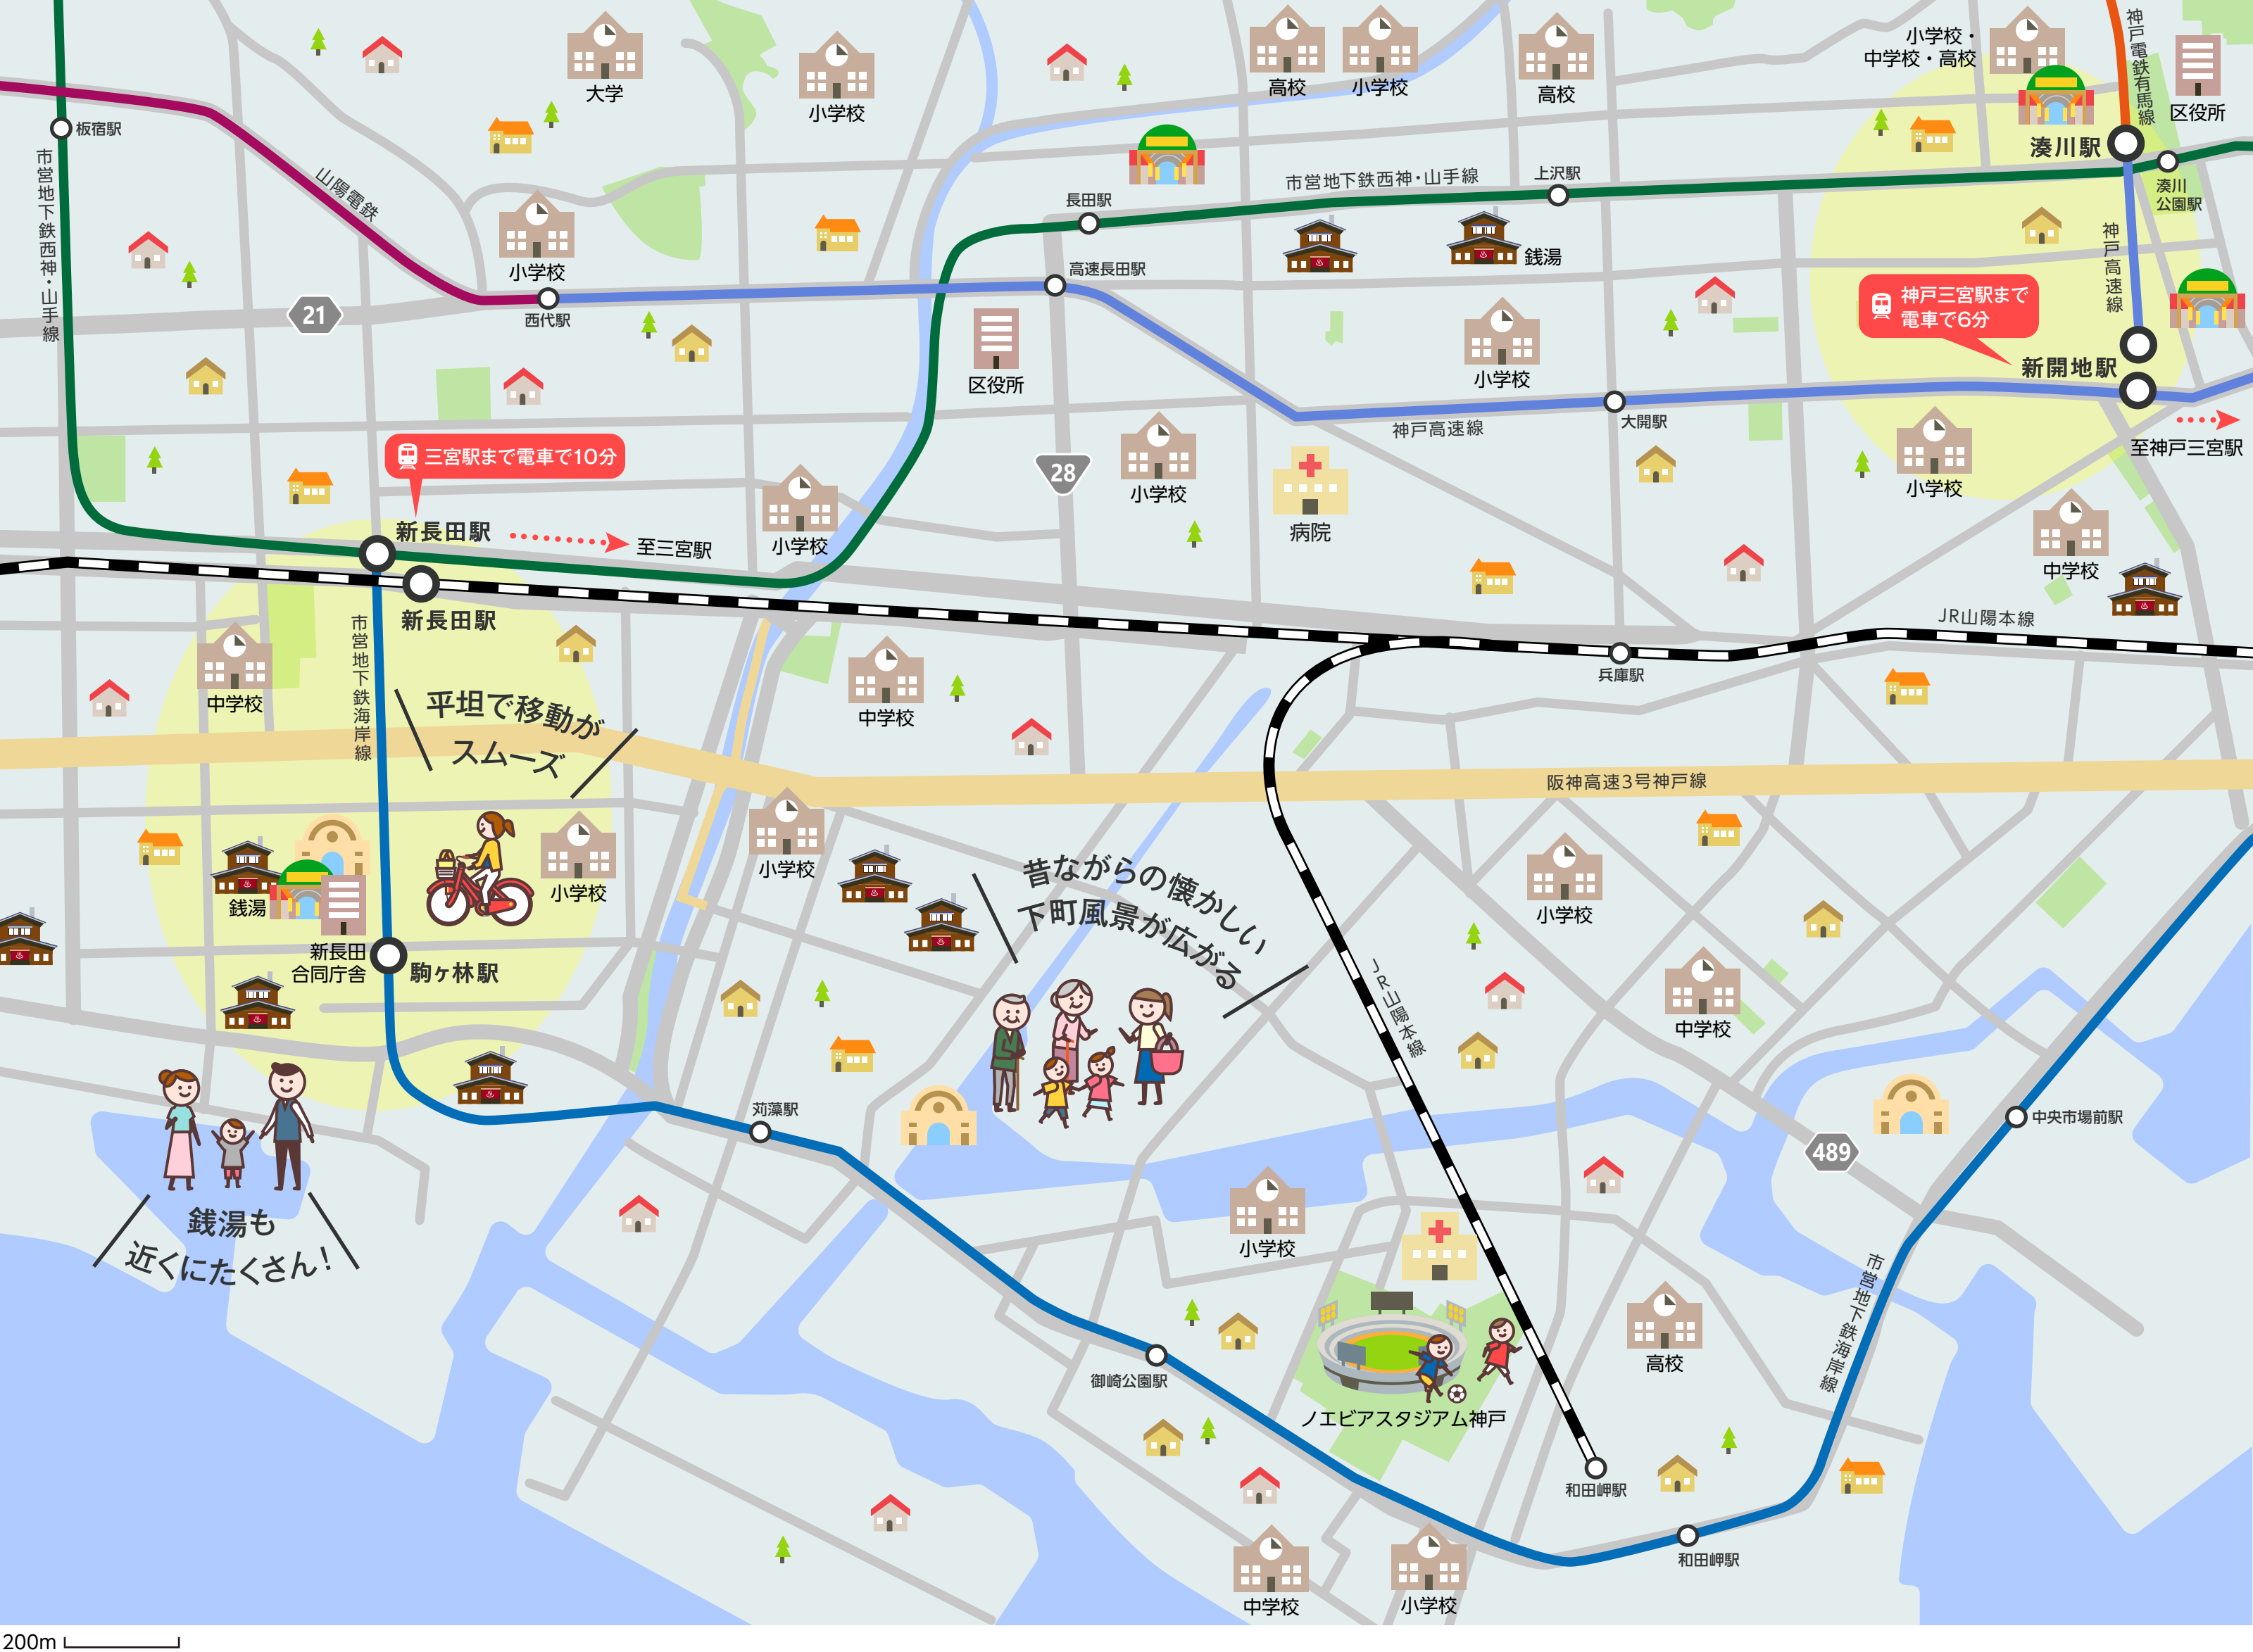 小学校・
中学校・高校
神戸電鉄有馬線
区役所
大学
小学校
高校
小学校
高校
板宿駅
湊川駅
湊川
公園駅
市営地下鉄西神・山手線
山陽電鉄
長田駅
市営地下鉄西神・山手線
上沢駅
小学校
高速長田駅
銭湯
神戸高速線
神戸三宮駅まで
電車で6分
21
西代駅
区役所
小学校
新開地駅
大開駅
神戸高速線
至神戸三宮駅
三宮駅まで電車で10分
28
小学校
小学校
新長田駅
至三宮駅
小学校
病院
中学校
新長田駅
JR山陽本線
市営地下鉄海岸線
中学校
中学校
兵庫駅
平坦で移動が
スムーズ
阪神高速3号神戸線
小学校
小学校
銭湯
昔ながらの懐かしい
下町風景が広がる
小学校
新長田
合同庁舎
駒ヶ林駅
JR山陽本線
中学校
苅藻駅
中央市場前駅
489
銭湯も
近くにたくさん!
小学校
市営地下鉄海岸線
高校
御崎公園駅
ノエビアスタジアム神戸
和田岬駅
和田岬駅
中学校
小学校
200m